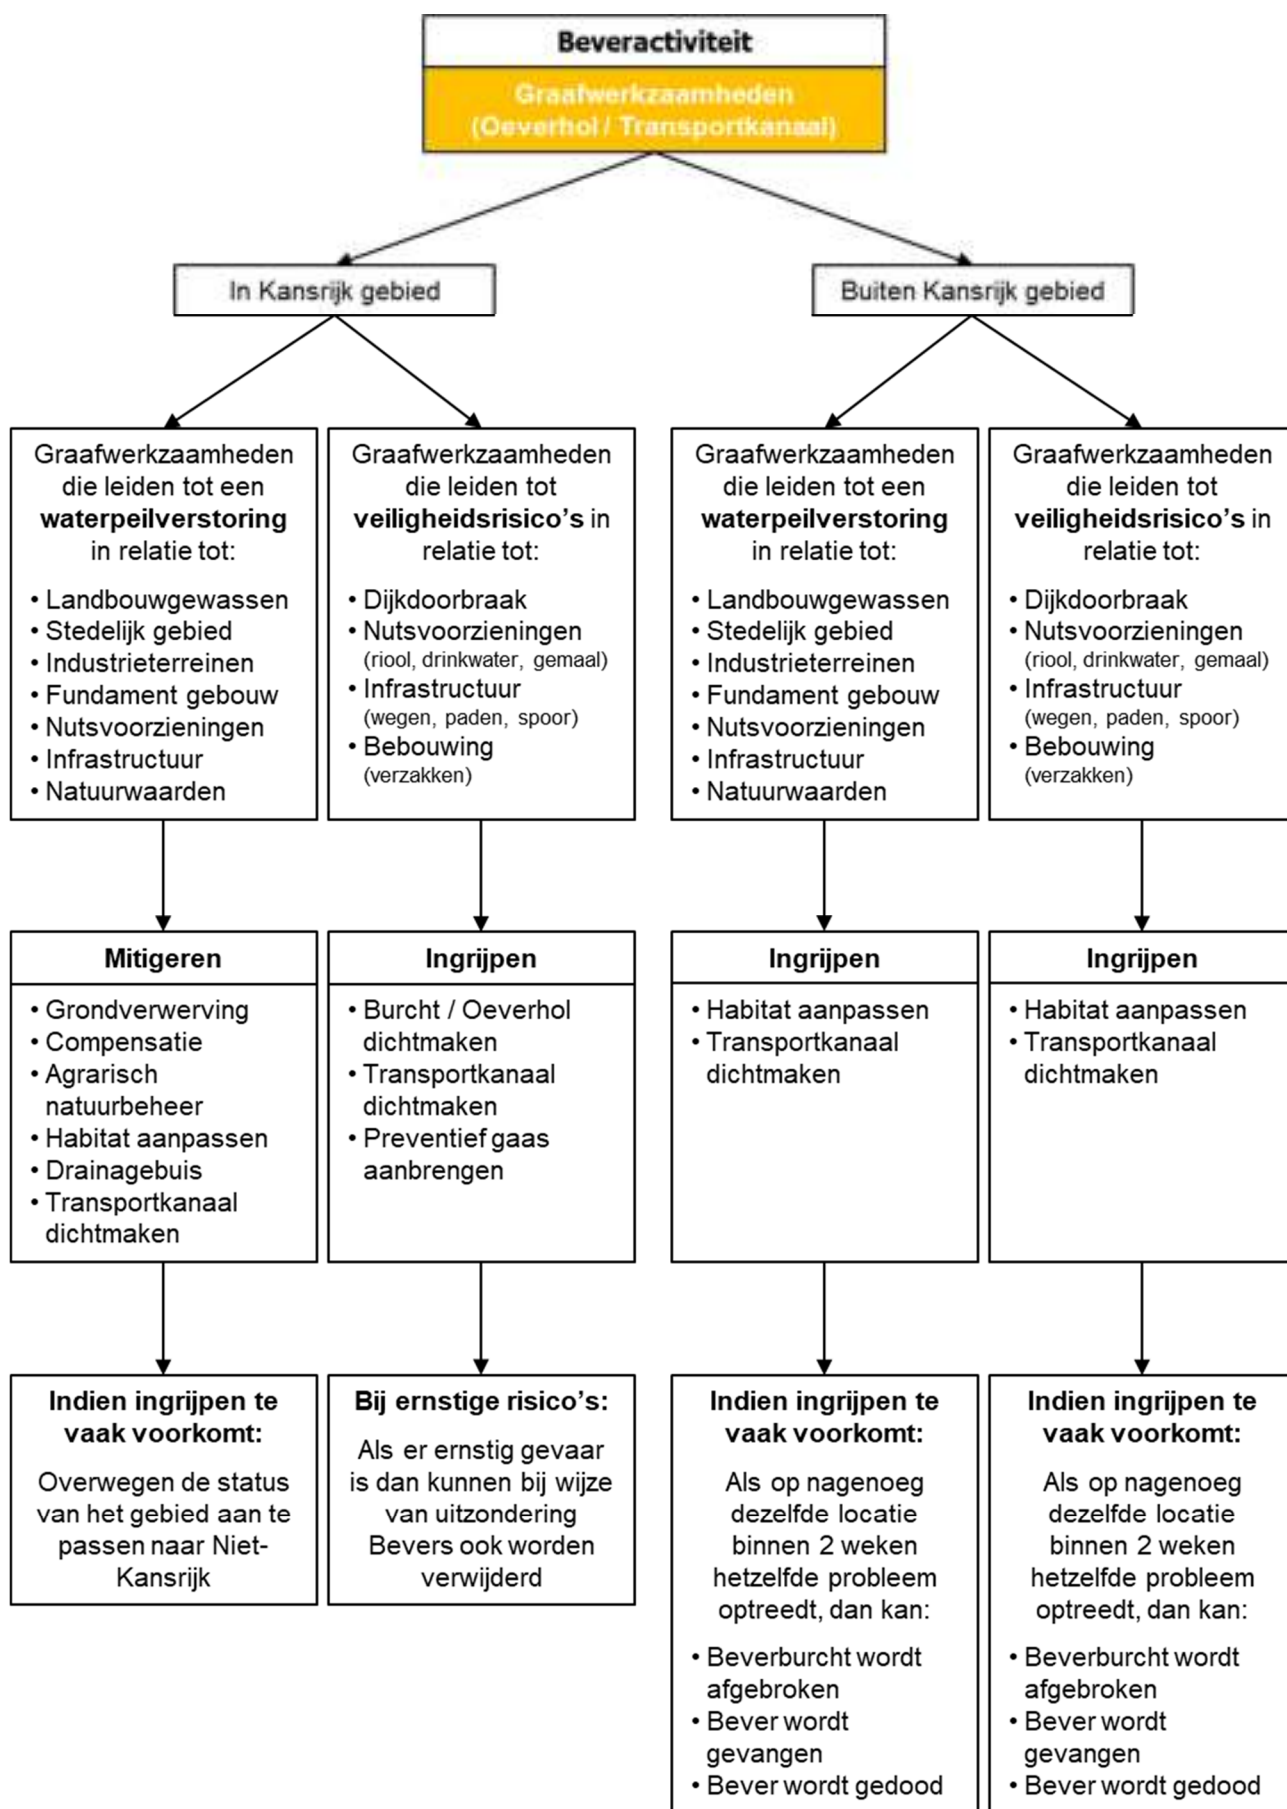 Beveractiviteit
Graafwerkzaamheden
(Oeverhol / Transportkanaal)
In Kansrijk gebied
Buiten Kansrijk gebied
Graafwerkzaamheden
die leiden tot een
waterpeilverstoring
in relatie tot:
• Landbouwgewassen
• Stedelijk gebied
• Industrieterreinen
• Fundament gebouw
• Nutsvoorzieningen
• Infrastructuur
• Natuurwaarden
Graafwerkzaamheden
die leiden tot
veiligheidsrisico's in
relatie tot:
• Dijkdoorbraak
• Nutsvoorzieningen
(riool, drinkwater, gemaal)
• Infrastructuur
(wegen, paden, spoor)
• Bebouwing
(verzakken)
Graafwerkzaamheden
die leiden tot een
waterpeilverstoring
in relatie tot:
• Landbouwgewassen
• Stedelijk gebied
• Industrieterreinen
• Fundament gebouw
• Nutsvoorzieningen
• Infrastructuur
• Natuurwaarden
Graafwerkzaamheden
die leiden tot
veiligheidsrisico's in
relatie tot:
• Dijkdoorbraak
• Nutsvoorzieningen
(riool, drinkwater, gemaal)
• Infrastructuur
(wegen, paden, spoor)
• Bebouwing
(verzakken)
Mitigeren
• Grondverwerving
• Compensatie
• Agrarisch
natuurbeheer
• Habitat aanpassen
• Drainagebuis
• Transportkanaal
dichtmaken
Ingrijpen
• Burcht / Oeverhol
dichtmaken
• Transportkanaal
dichtmaken
• Preventief gaas
aanbrengen
Ingrijpen
• Habitat aanpassen
• Transportkanaal
dichtmaken
Ingrijpen
• Habitat aanpassen
• Transportkanaal
dichtmaken
Indien ingrijpen te
vaak voorkomt:
Overwegen de status
van het gebied aan te
passen naar Niet-
Kansrijk
Bij ernstige risico's:
Als er ernstig gevaar
is dan kunnen bij wijze
van uitzondering
Bevers ook worden
verwijderd
Indien ingrijpen te
vaak voorkomt:
Als op nagenoeg
dezelfde locatie
binnen 2 weken
hetzelfde probleem
optreedt, dan kan:
• Beverburcht wordt
afgebroken
• Bever wordt
gevangen
• Bever wordt gedood
Indien ingrijpen te
vaak voorkomt:
Als op nagenoeg
dezelfde locatie
binnen 2 weken
hetzelfde probleem
optreedt, dan kan:
• Beverburcht wordt
afgebroken
• Bever wordt
gevangen
• Bever wordt gedood